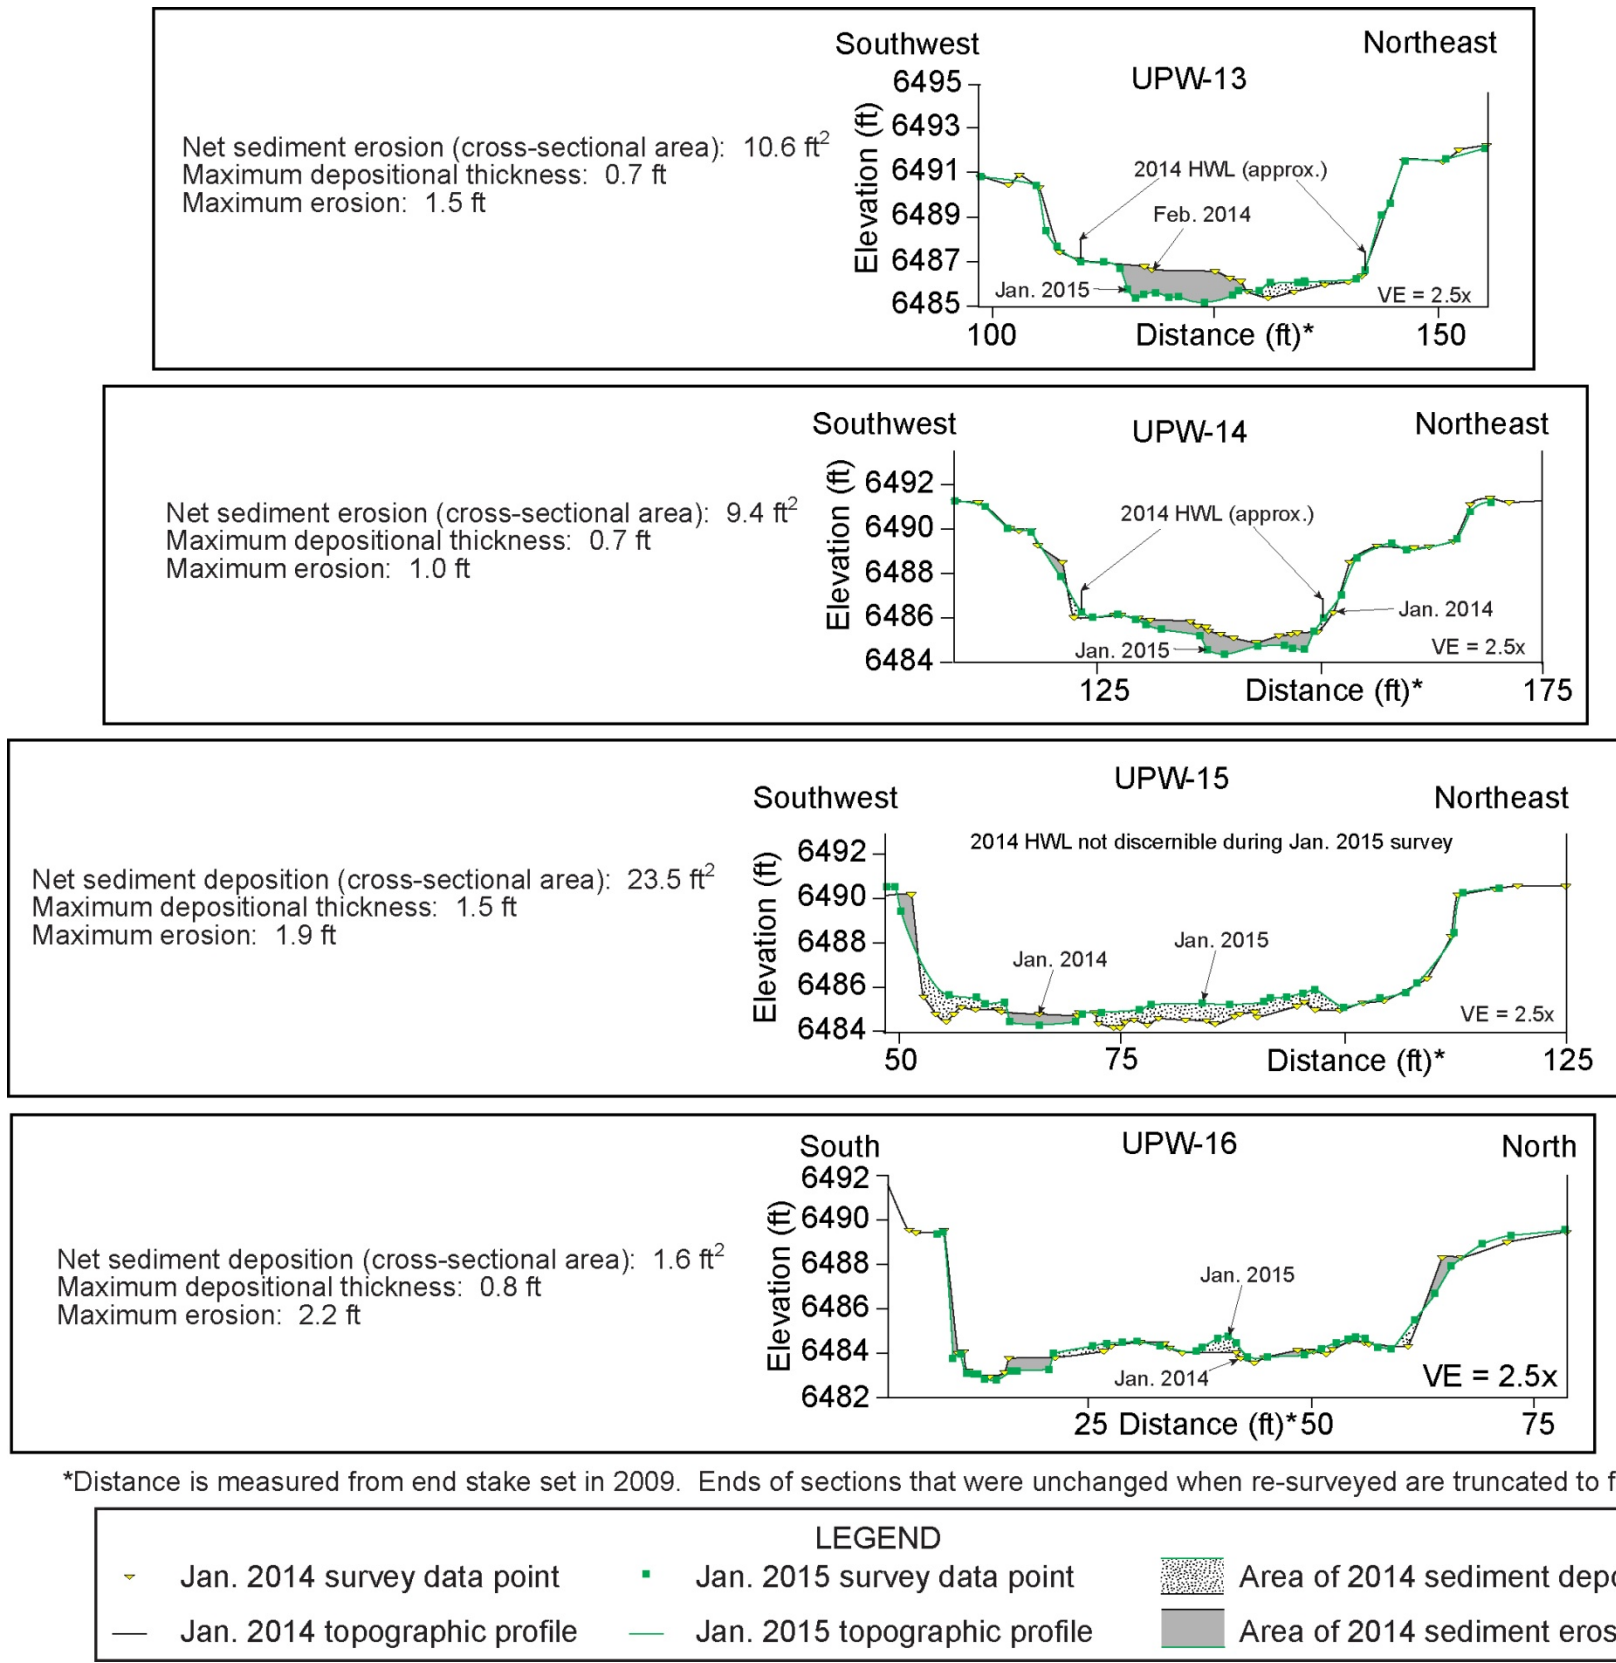 Southwest
Northeast
UPW-13
Net sediment erosion (cross-sectional area): 10.6 ft²
Maximum depositional thickness: 0.7 ft
Maximum erosion: 1.5 ft
Elevation (ft)
6495
6493
6491
6489
6487
6485
2014 HWL (approx.)
Feb. 2014
Jan. 2015
VE = 2.5x
100
Distance (ft)*
150
Southwest
Northeast
UPW-14
Net sediment erosion (cross-sectional area): 9.4 ft²
Maximum depositional thickness: 0.7 ft
Maximum erosion: 1.0 ft
Elevation (ft)
6492
6490
6488
6486
6484
2014 HWL (approx.)
Jan. 2014
Jan. 2015
VE = 2.5x
125
Distance (ft)*
175
UPW-15
Southwest
Northeast
2014 HWL not discernible during Jan. 2015 survey
Net sediment deposition (cross-sectional area): 23.5 ft²
Maximum depositional thickness: 1.5 ft
Maximum erosion: 1.9 ft
Elevation (ft)
6492
6490
6488
6486
6484
Jan. 2014
Jan. 2015
VE = 2.5x
50
75
Distance (ft)*
125
South
UPW-16
North
Net sediment deposition (cross-sectional area): 1.6 ft²
Maximum depositional thickness: 0.8 ft
Maximum erosion: 2.2 ft
Elevation (ft)
6492
6490
6488
6486
6484
6482
Jan. 2015
Jan. 2014
VE = 2.5x
25 Distance (ft)* 50
75
*Distance is measured from end stake set in 2009. Ends of sections that were unchanged when re-surveyed are truncated to f
LEGEND
Jan. 2014 survey data point
Jan. 2015 survey data point
Area of 2014 sediment depo
Jan. 2014 topographic profile
Jan. 2015 topographic profile
Area of 2014 sediment eros